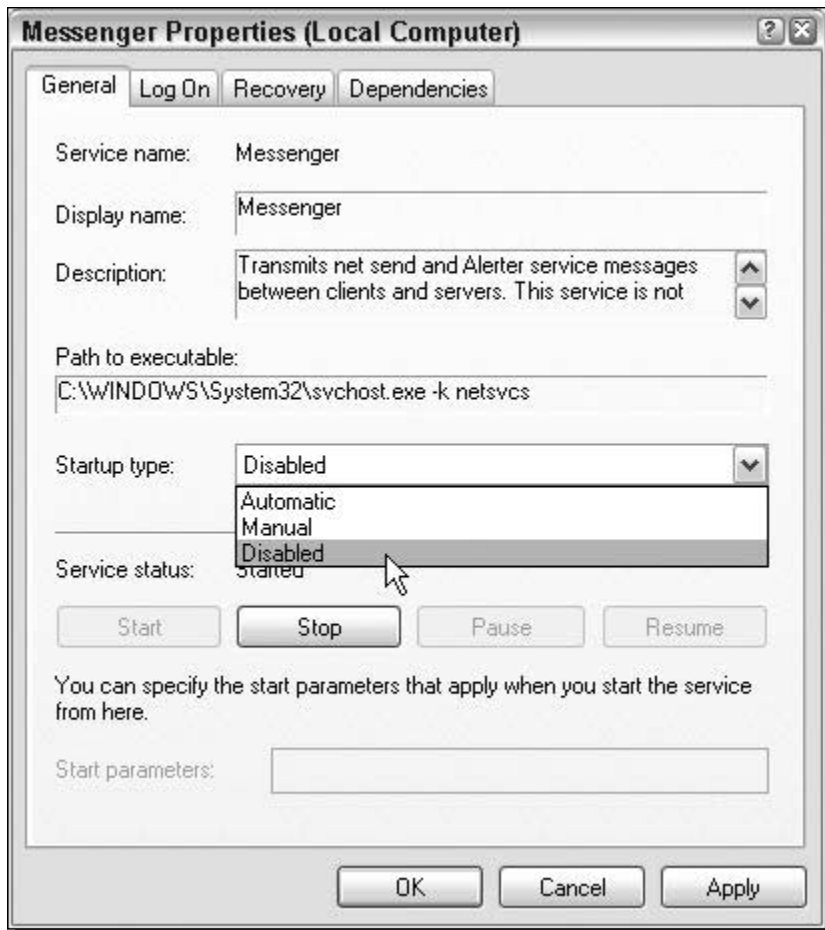 Messenger Properties (Local Computer)
General Log On Recovery Dependencies
Service name: Messenger
Display name: Messenger
Description: Transmits net send and Alerter service messages
between clients and servers. This service is not
Path to executable:
C:\WINDOWS\System32\svchost.exe -k netsvcs
Startup type: Disabled
Automatic
Manual
Disabled
Service status: Started
Start Stop Pause Resume
You can specify the start parameters that apply when you start the service
from here.
Start parameters:
OK Cancel Apply